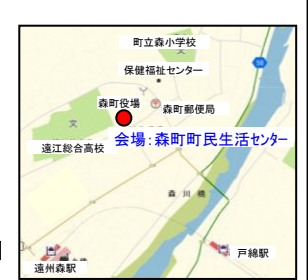 町立森小学校
58
保健福祉センター
森町役場
森町郵便局
文
会場：森町町民生活センター
遠江総合高校
森川橋
戸綿駅
遠州森駅